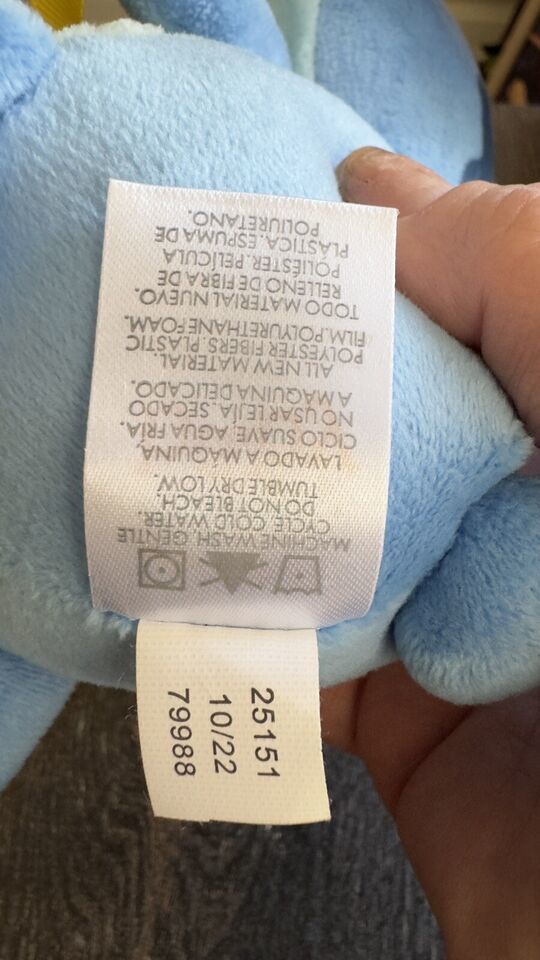 MACHINE WASH GENTLE
CYCLE. COLD WATER.
DO NOT BLEACH.
TUMBLE DRY LOW.
LAVADO A MÁQUINA,
CICLO SUAVE, AGUA FRÍA.
NO USAR LEJÍA, SECADO
A MÁQUINA DELICADO.
ALL NEW MATERIAL
POLYESTER FIBERS. PLASTIC
FILM. POLYURETHANE FOAM.
TODO MATERIAL NUEVO.
RELLENO DE FIBRA DE
POLIÉSTER. PELÍCULA
PLÁSTICA. ESPUMA DE
POLIURETANO.
25151
10/22
79988